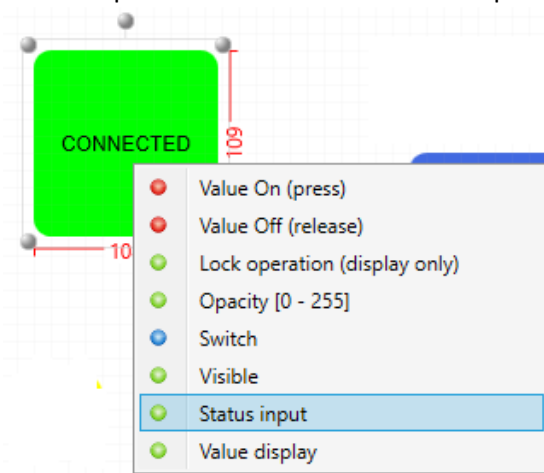 CONNECTED
109
10
Value On (press)
Value Off (release)
Lock operation (display only)
Opacity [0 - 255]
Switch
Visible
Status input
Value display